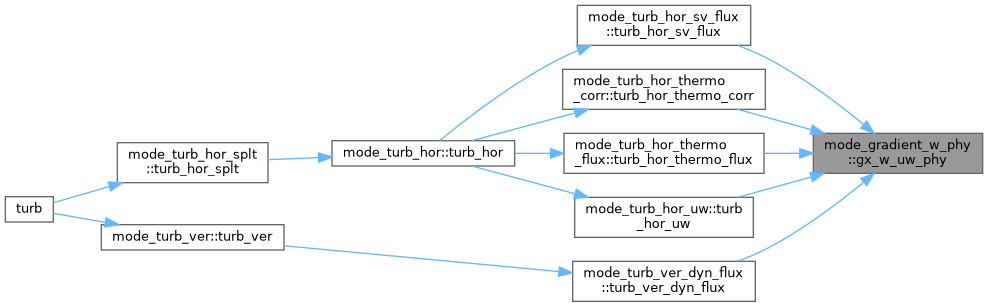 mode_turb_hor_sv_flux
::turb_hor_sv_flux
mode_turb_hor_thermo
_corr::turb_hor_thermo_corr
mode_gradient_w_phy
::gx_w_uw_phy
mode_turb_hor_splt
::turb_hor_splt
mode_turb_hor::turb_hor
mode_turb_hor_thermo
_flux::turb_hor_thermo_flux
turb
mode_turb_hor_uw::turb
_hor_uw
mode_turb_ver::turb_ver
mode_turb_ver_dyn_flux
::turb_ver_dyn_flux